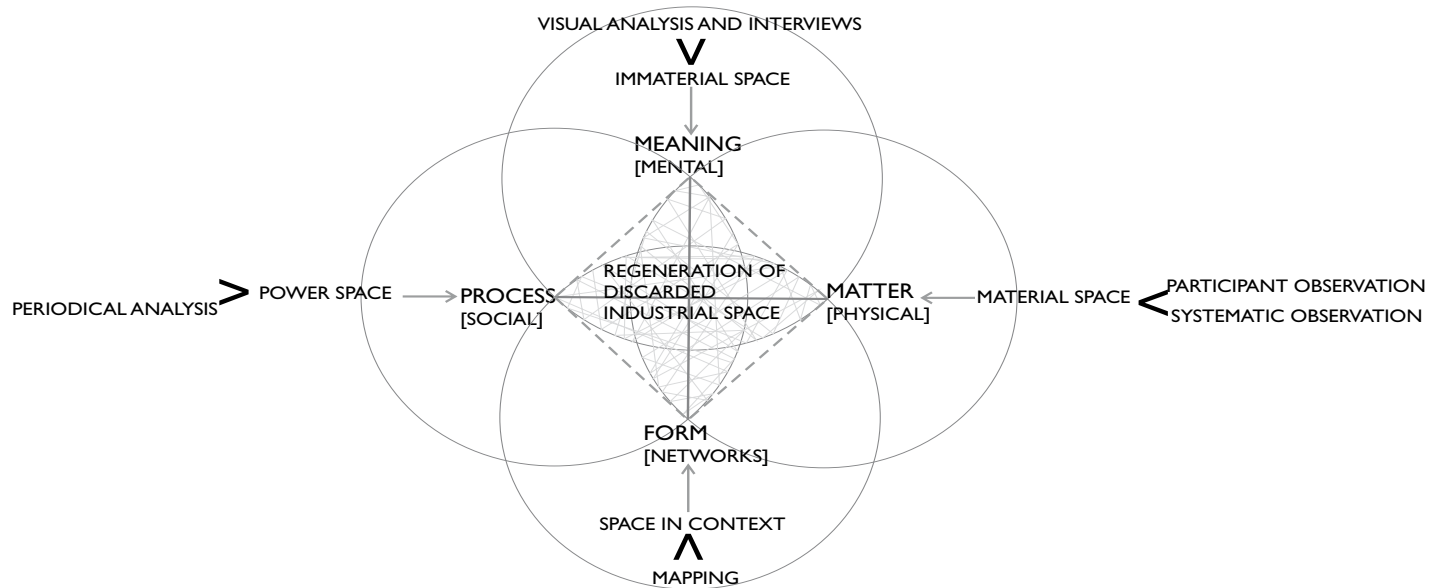 VISUAL ANALYSIS AND INTERVIEWS
IMMATERIAL SPACE
MEANING
[MENTAL]
PERIODICAL ANALYSIS
POWER SPACE
PROCESS
[SOCIAL]
REGENERATION OF
DISCARDED
INDUSTRIAL SPACE
MATTER
[PHYSICAL]
MATERIAL SPACE
PARTICIPANT OBSERVATION
SYSTEMATIC OBSERVATION
FORM
[NETWORKS]
SPACE IN CONTEXT
MAPPING